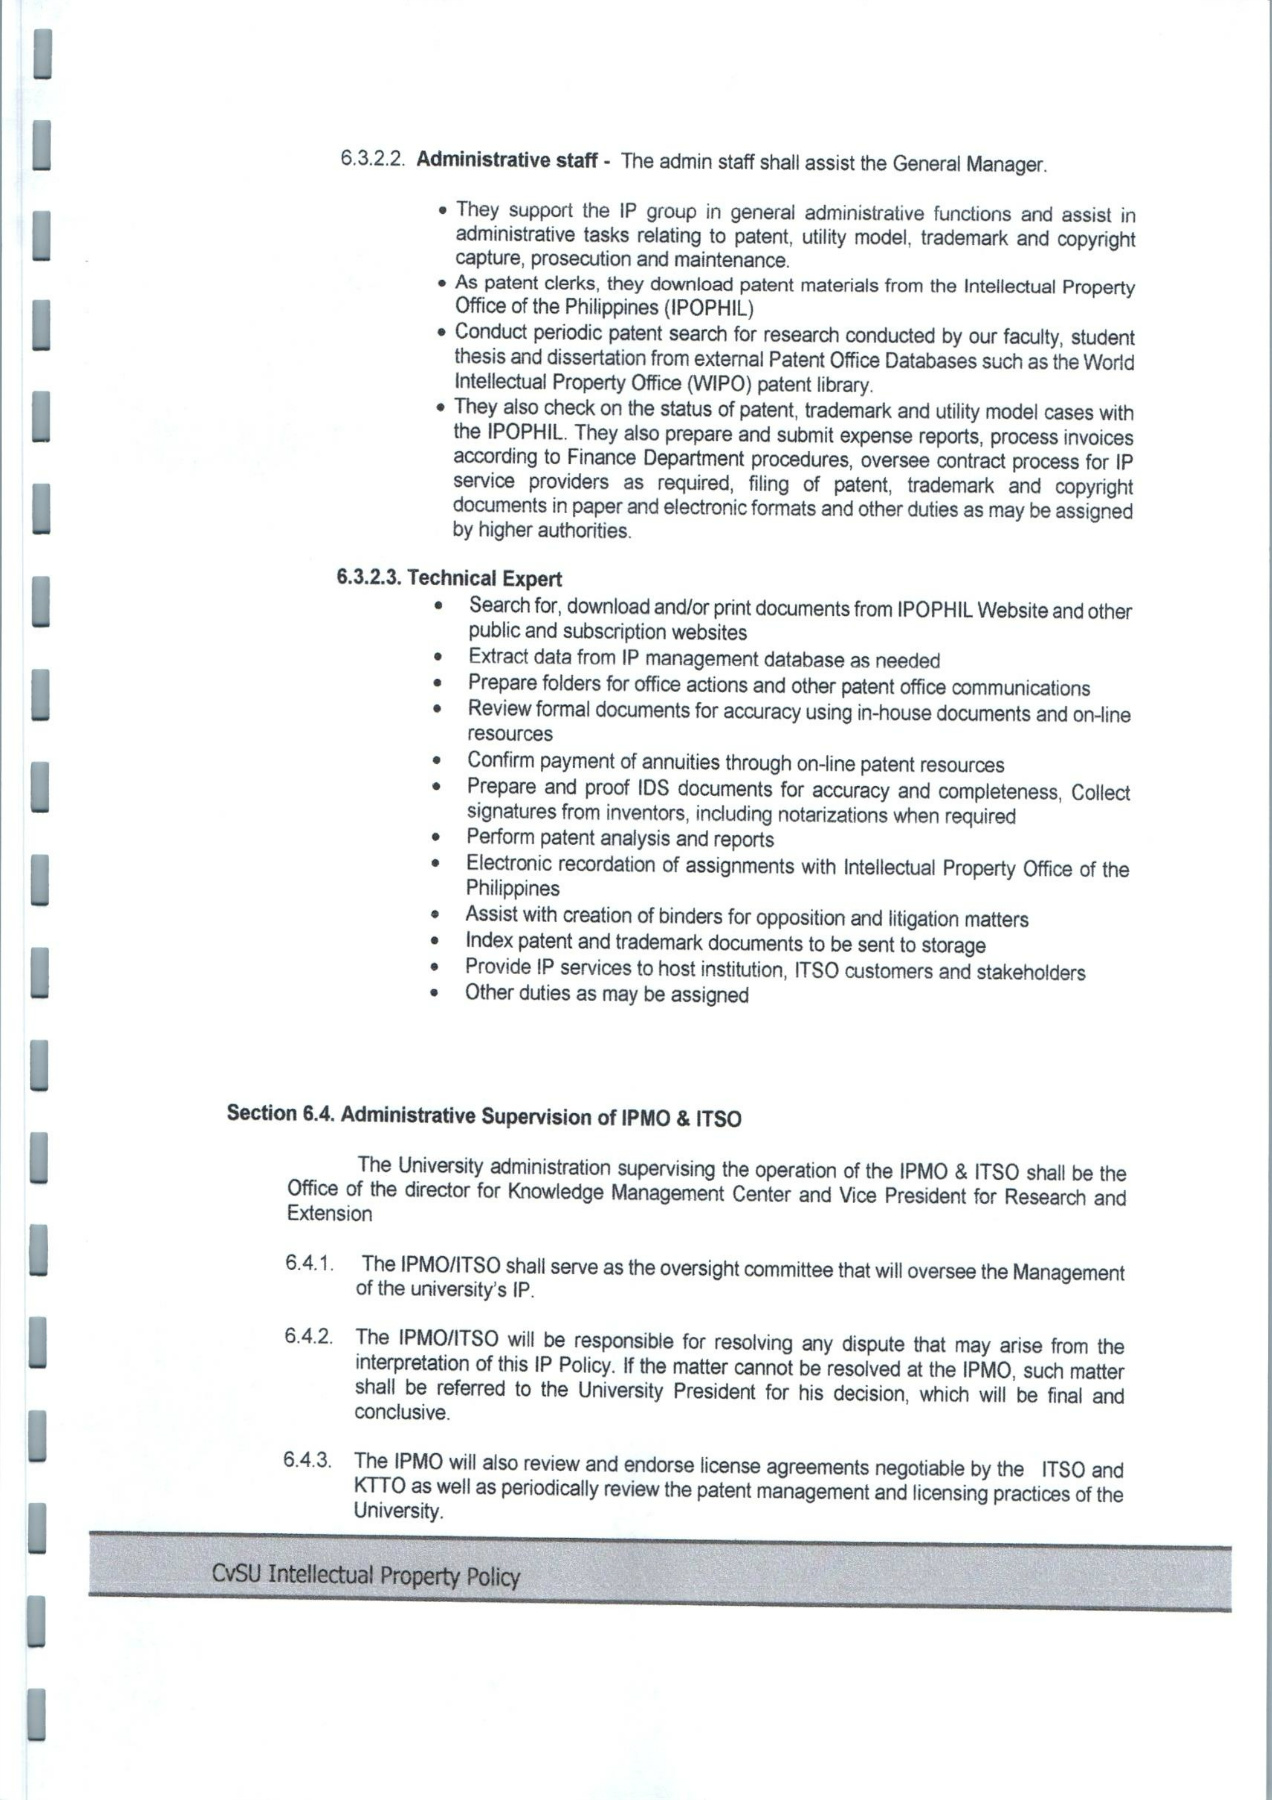 6.3.2.2. Administrative staff - The admin staff shall assist the General Manager.
• They support the IP group in general administrative functions and assist in
administrative tasks relating to patent, utility model, trademark and copyright
capture, prosecution and maintenance.
• As patent clerks, they download patent materials from the Intellectual Property
Office of the Philippines (IPOPHIL)
• Conduct periodic patent search for research conducted by our faculty, student
thesis and dissertation from external Patent Office Databases such as the World
Intellectual Property Office (WIPO) patent library.
• They also check on the status of patent, trademark and utility model cases with
the IPOPHIL. They also prepare and submit expense reports, process invoices
according to Finance Department procedures, oversee contract process for IP
service providers as required, filing of patent, trademark and copyright
documents in paper and electronic formats and other duties as may be assigned
by higher authorities.
6.3.2.3. Technical Expert
• Search for, download and/or print documents from IPOPHIL Website and other
public and subscription websites
• Extract data from IP management database as needed
• Prepare folders for office actions and other patent office communications
• Review formal documents for accuracy using in-house documents and on-line
resources
• Confirm payment of annuities through on-line patent resources
• Prepare and proof IDS documents for accuracy and completeness, Collect
signatures from inventors, including notarizations when required
• Perform patent analysis and reports
• Electronic recordation of assignments with Intellectual Property Office of the
Philippines
• Assist with creation of binders for opposition and litigation matters
• Index patent and trademark documents to be sent to storage
• Provide IP services to host institution, ITSO customers and stakeholders
• Other duties as may be assigned
Section 6.4. Administrative Supervision of IPMO & ITSO
The University administration supervising the operation of the IPMO & ITSO shall be the
Office of the director for Knowledge Management Center and Vice President for Research and
Extension
6.4.1. The IPMO/ITSO shall serve as the oversight committee that will oversee the Management
of the university's IP.
6.4.2. The IPMO/ITSO will be responsible for resolving any dispute that may arise from the
interpretation of this IP Policy. If the matter cannot be resolved at the IPMO, such matter
shall be referred to the University President for his decision, which will be final and
conclusive.
6.4.3. The IPMO will also review and endorse license agreements negotiable by the ITSO and
KTTO as well as periodically review the patent management and licensing practices of the
University.
CvSU Intellectual Property Policy